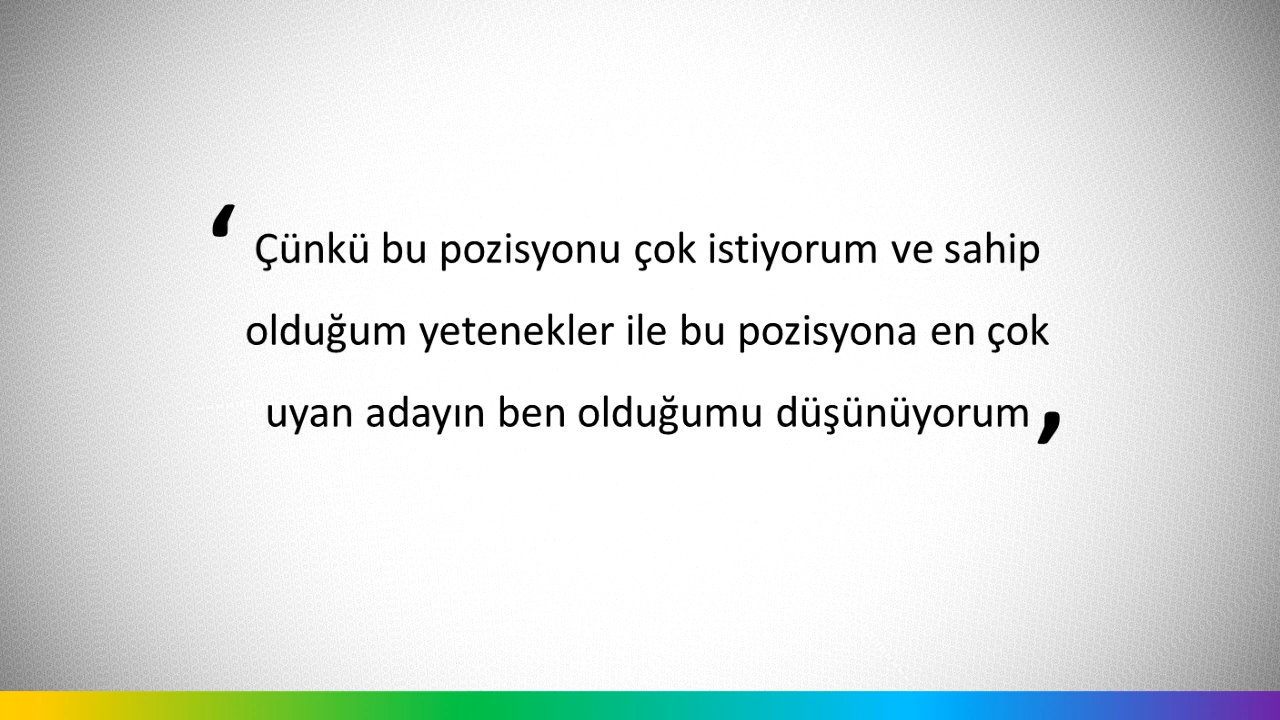 ‘ Çünkü bu pozisyonu çok istiyorum ve sahip
olduğum yetenekler ile bu pozisyona en çok
uyan adayın ben olduğumu düşünüyorum ’